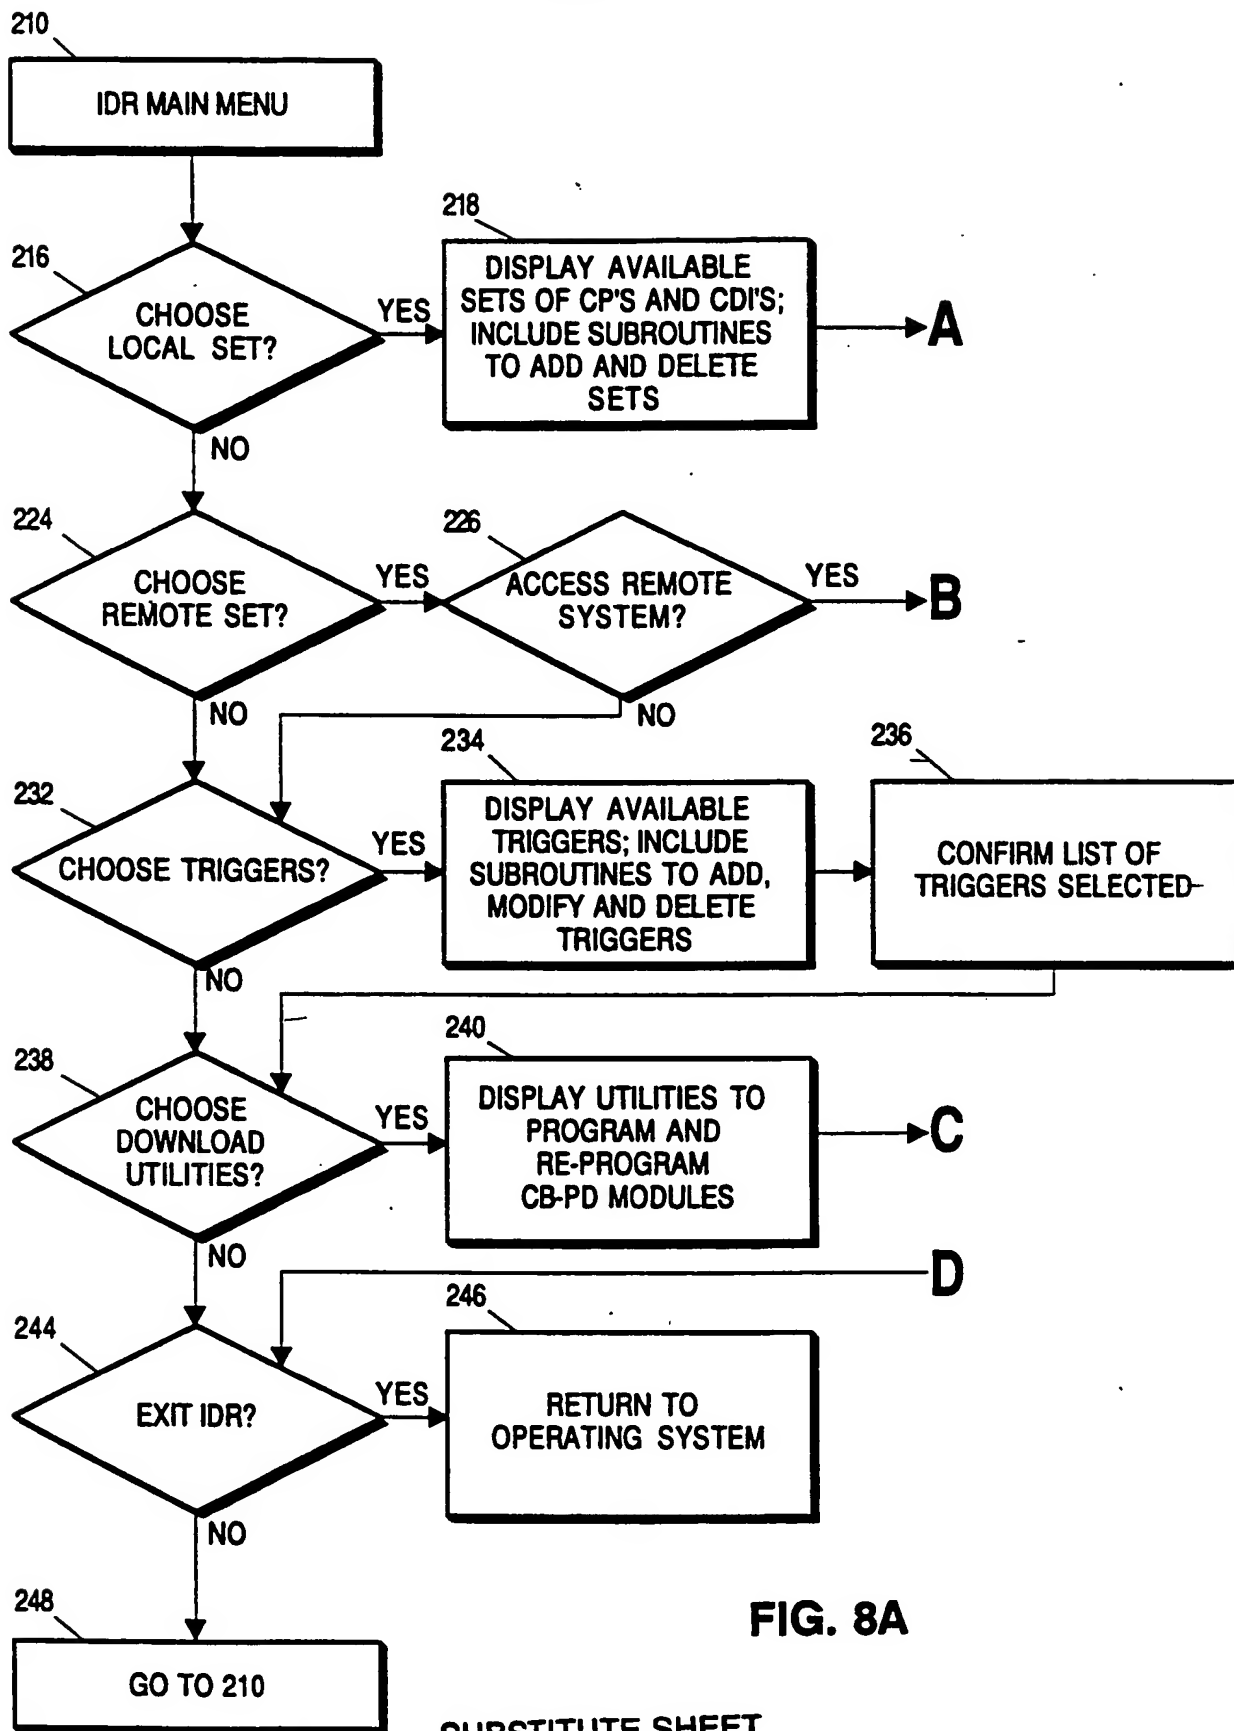 210
IDR MAIN MENU
216
CHOOSE
LOCAL SET?
YES
NO
218
DISPLAY AVAILABLE
SETS OF CP'S AND CDI'S;
INCLUDE SUBROUTINES
TO ADD AND DELETE
SETS
A
224
CHOOSE
REMOTE SET?
YES
NO
226
ACCESS REMOTE
SYSTEM?
YES
B
NO
232
CHOOSE TRIGGERS?
YES
NO
234
DISPLAY AVAILABLE
TRIGGERS; INCLUDE
SUBROUTINES TO ADD,
MODIFY AND DELETE
TRIGGERS
236
CONFIRM LIST OF
TRIGGERS SELECTED
238
CHOOSE
DOWNLOAD
UTILITIES?
YES
NO
240
DISPLAY UTILITIES TO
PROGRAM AND
RE-PROGRAM
CB-PD MODULES
C
D
244
EXIT IDR?
YES
NO
246
RETURN TO
OPERATING SYSTEM
248
GO TO 210
FIG. 8A
SUBSTITUTE SHEET